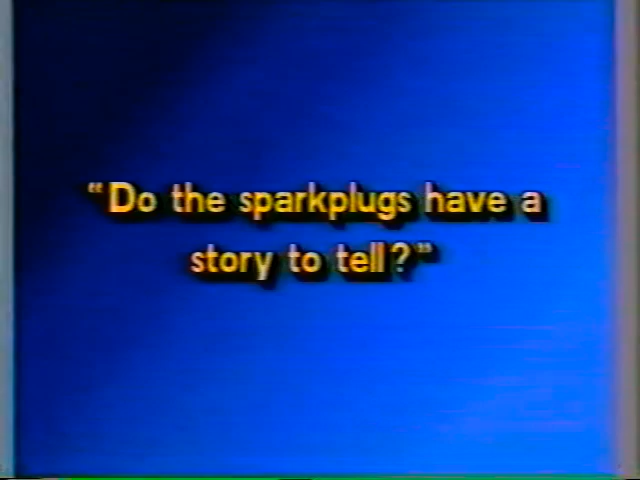 “Do the sparkplugs have a
story to tell?”